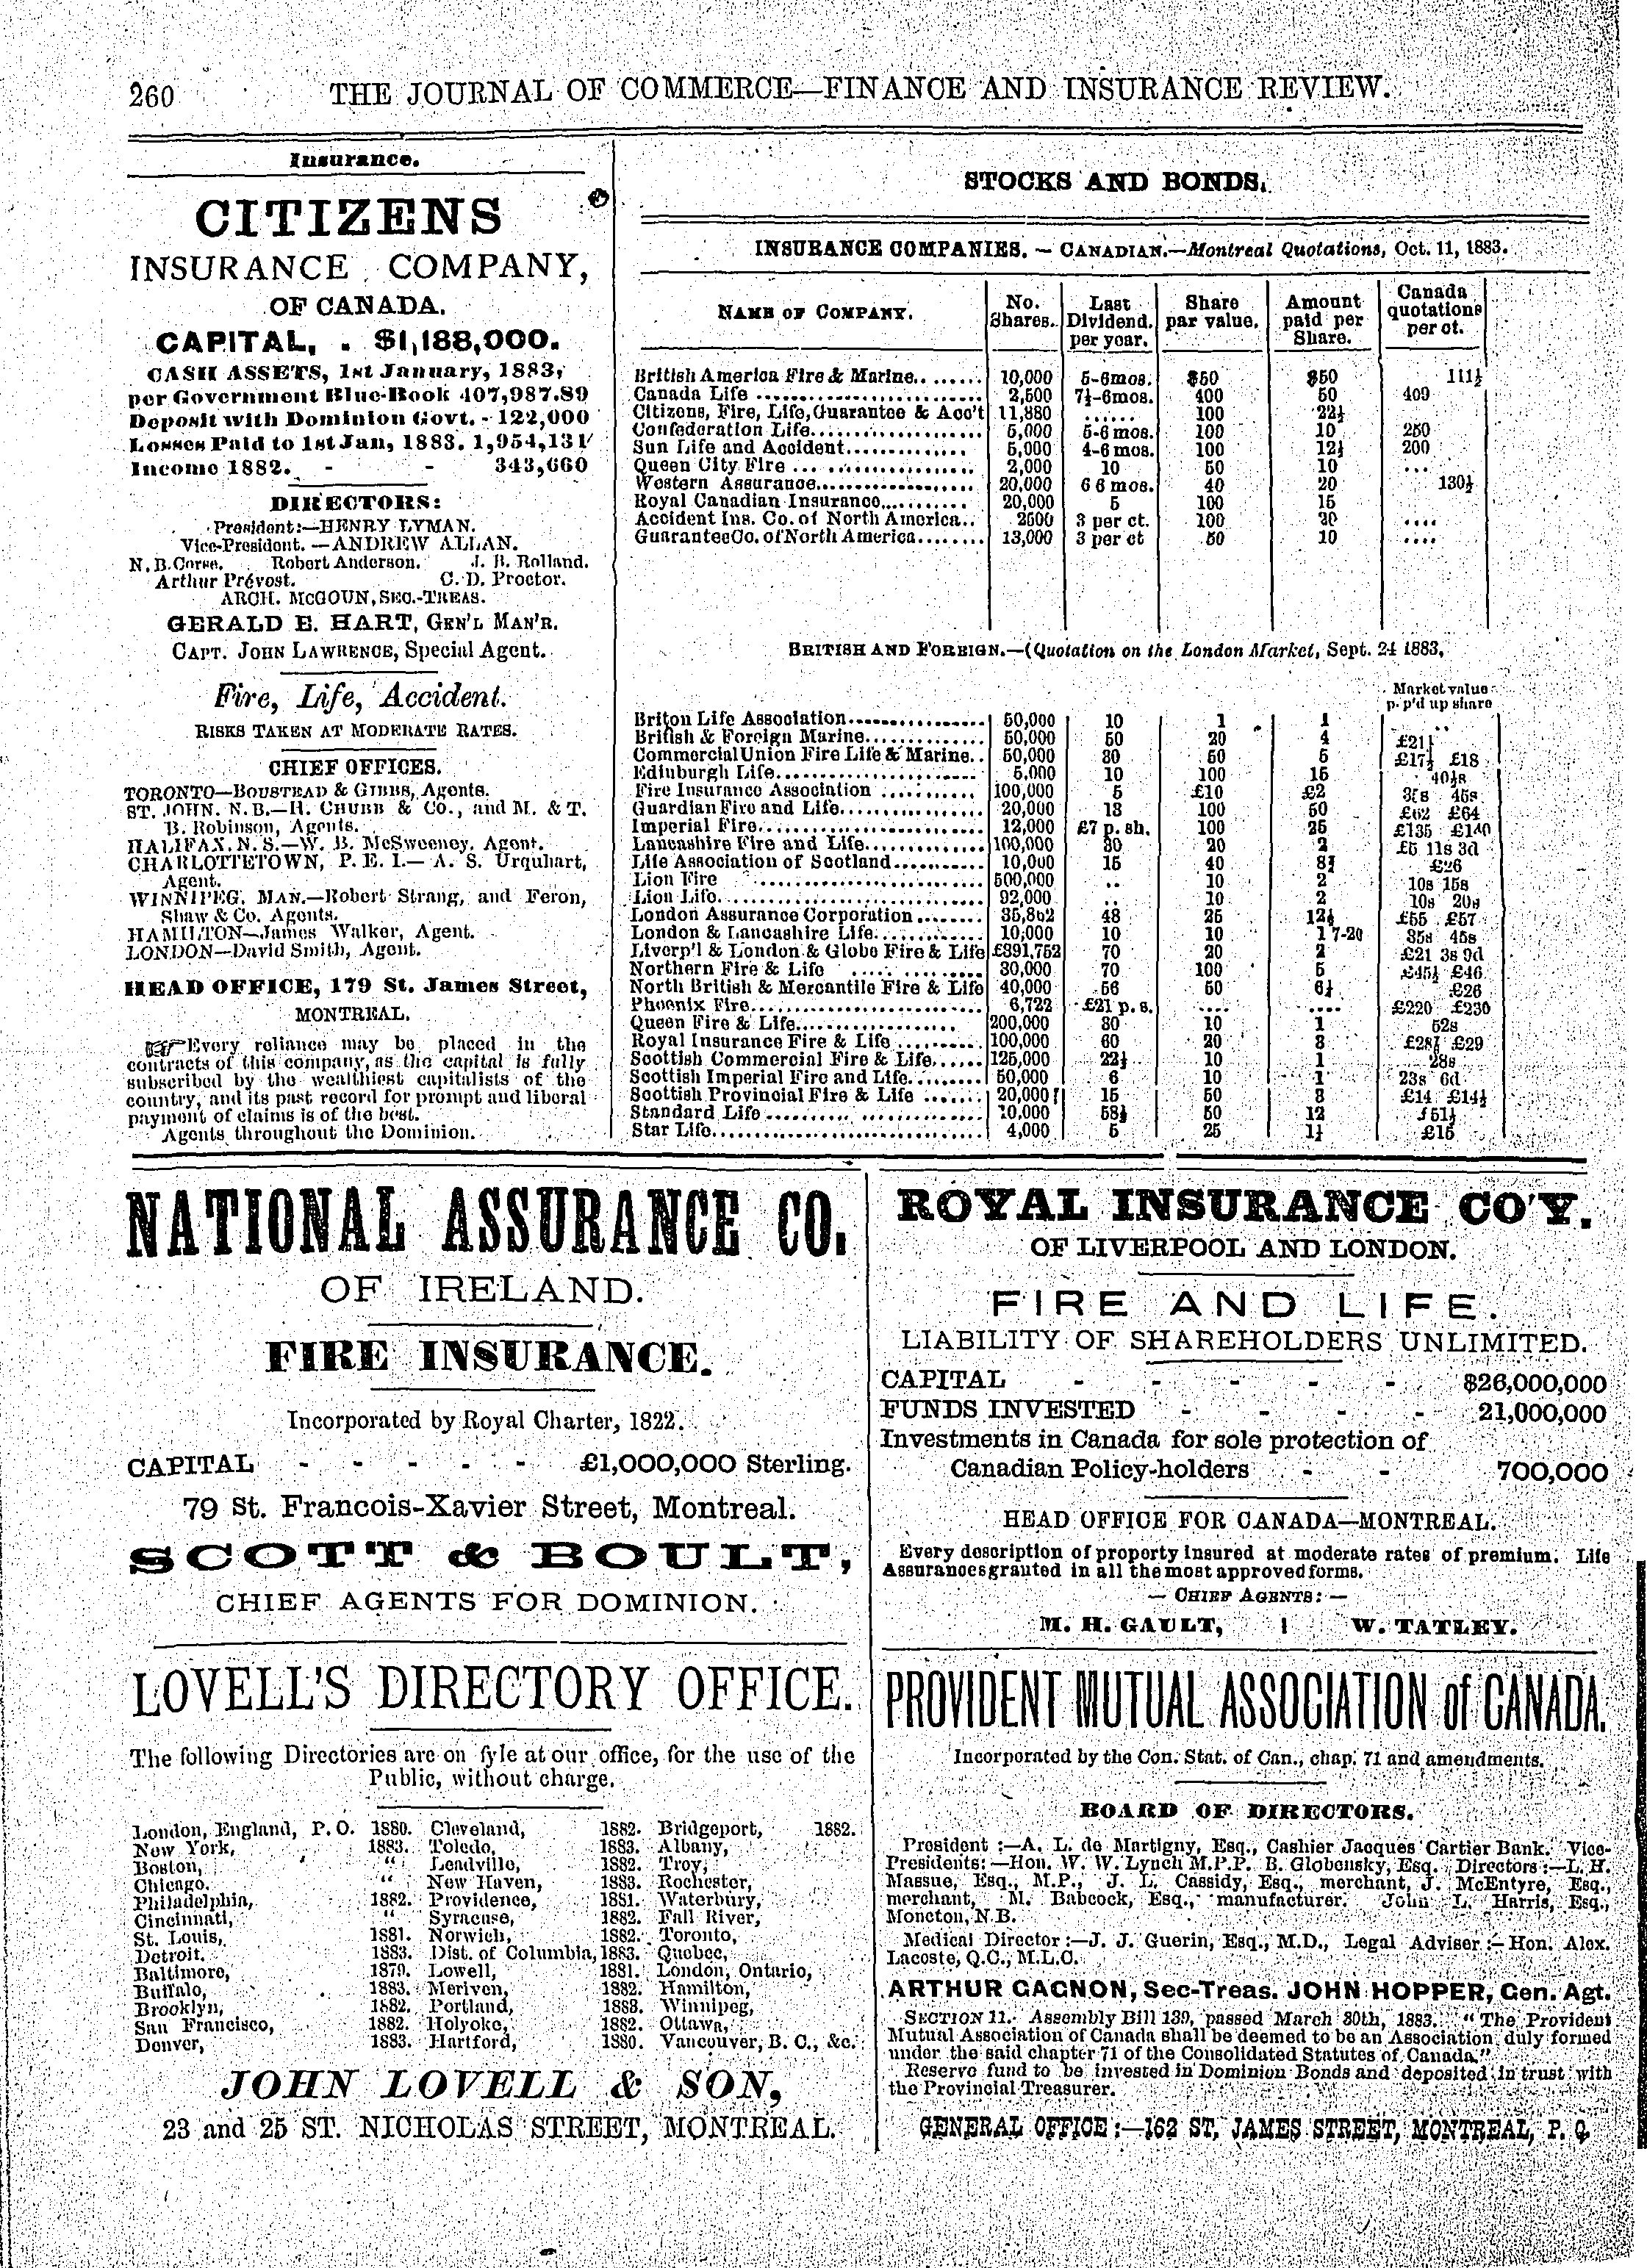 260 THE JOURNAL OF COMMERCE—FINANCE AND INSURANCE REVIEW.
Insurance.
CITIZENS
INSURANCE COMPANY,
OF CANADA.
CAPITAL, . $1,188,000.
CASH ASSETS, 1st January, 1883,
per Government Blue-Book 407,987.89
Deposit with Dominion Govt. - 122,000
Losses Paid to 1st Jan, 1883. 1,954,131
Income 1882. - - 343,660
DIRECTORS:
President:—HENRY LYMAN.
Vice-President.—ANDREW ALLAN.
N. B. Corse. Robert Anderson. J. B. Rolland.
Arthur Prévost. C. D. Proctor.
ARCH. MCGOUN, SEC.-TREAS.
GERALD E. HART, GEN'L MAN'R.
CAPT. JOHN LAWRENCE, Special Agent.
Fire, Life, Accident.
RISKS TAKEN AT MODERATE RATES.
CHIEF OFFICES.
TORONTO—BOUSTEAD & GIBBS, Agents.
ST. JOHN. N. B.—H. CHUBB & Co., and M. & T.
B. Robinson, Agents.
HALIFAX. N. S.—W. B. McSweeney, Agent.
CHARLOTTETOWN, P. E. I.—A. S. Urquhart,
Agent.
WINNIPEG, MAN.—Robert Strang, and Feron,
Shaw & Co. Agents.
HAMILTON—James Walker, Agent.
LONDON—David Smith, Agent.
HEAD OFFICE, 179 St. James Street,
MONTREAL.
Every reliance may be placed in the
contracts of this company, as the capital is fully
subscribed by the wealthiest capitalists of the
country, and its past record for prompt and liberal
payment of claims is of the best.
Agents throughout the Dominion.
STOCKS AND BONDS.
INSURANCE COMPANIES. — CANADIAN.—Montreal Quotations, Oct. 11, 1883.
NAME OF COMPANY. No. Shares. Last Dividend. per year. Share par value. Amount paid per Share. Canada quotations per ct.
British America Fire & Marine........ 10,000 5-6mos. $50 $50 111½
Canada Life ........ 2,500 7½-6mos. 400 50 409
Citizens, Fire, Life, Guarantee & Acc't 11,880 ...... 100 22½
Confederation Life........ 5,000 5-6 mos. 100 10 250
Sun Life and Accident........ 5,000 4-6 mos. 100 12½ 200
Queen City Fire ........ 2,000 10 50 10 ...
Western Assurance........ 20,000 6 6 mos. 40 20 130½
Royal Canadian Insurance........ 20,000 5 100 15
Accident Ins. Co. of North America.. 2500 3 per ct. 100 20 ....
Guarantee Co. of North America........ 13,000 3 per ct 50 10 ....
BRITISH AND FOREIGN.—(Quotation on the London Market, Sept. 24 1883,
Market value
p. p'd up share
Briton Life Association........ 50,000 10 1 1 ..
British & Foreign Marine........ 50,000 50 20 4 £21
Commercial Union Fire Life & Marine.. 50,000 30 50 5 £17½ £18
Edinburgh Life........ 5,000 10 100 15 40½s
Fire Insurance Association ........ 100,000 5 £10 £2 45s
Guardian Fire and Life........ 20,000 13 100 50 £62 £64
Imperial Fire........ 12,000 £7 p. sh. 100 25 £135 £140
Lancashire Fire and Life........ 100,000 30 20 2 £5 11s 3d
Life Association of Scotland........ 10,000 15 40 8¾ £26
Lion Fire ........ 500,000 .. 10 2 10s 15s
Lion Life........ 92,000 .. 10 2 10s 20s
London Assurance Corporation ........ 35,862 48 25 12½ £55 £57
London & Lancashire Life........ 10,000 10 10 1 7-20 35s 45s
Liverp'l & London & Globe Fire & Life £391,752 70 20 2 £21 3s 9d
Northern Fire & Life ........ 30,000 70 100 5 £45½ £46
North British & Mercantile Fire & Life 40,000 56 50 6¼ £26
Phoenix Fire........ 6,722 £21 p. s. .... .... £220 £230
Queen Fire & Life........ 200,000 30 10 1 52s
Royal Insurance Fire & Life ........ 100,000 60 20 3 £29
Scottish Commercial Fire & Life...... 125,000 22½ 10 1 28s
Scottish Imperial Fire and Life........ 50,000 6 10 1 23s 6d
Scottish Provincial Fire & Life ....... 20,000 15 50 3 £14 £14½
Standard Life........ 10,000 58½ 50 12
Star Life........ 4,000 5 25 1¼ £15
NATIONAL ASSURANCE CO.
OF IRELAND.
FIRE INSURANCE.
Incorporated by Royal Charter, 1822.
CAPITAL - - - - - £1,000,000 Sterling.
79 St. Francois-Xavier Street, Montreal.
SCOTT & BOULT,
CHIEF AGENTS FOR DOMINION.
ROYAL INSURANCE CO'Y.
OF LIVERPOOL AND LONDON.
FIRE AND LIFE.
LIABILITY OF SHAREHOLDERS UNLIMITED.
CAPITAL - - - - - $26,000,000
FUNDS INVESTED - - - - 21,000,000
Investments in Canada for sole protection of
Canadian Policy-holders - - 700,000
HEAD OFFICE FOR CANADA—MONTREAL.
Every description of property insured at moderate rates of premium. Life
Assurances granted in all the most approved forms.
— CHIEF AGENTS: —
M. H. GAULT, | W. TATLEY.
LOVELL'S DIRECTORY OFFICE.
The following Directories are on fyle at our office, for the use of the
Public, without charge.
London, England, P. O. 1880. Cleveland, 1882. Bridgeport, 1882.
New York, 1883. Toledo, 1883. Albany,
Boston, " Leadville, 1882. Troy,
Chicago. " New Haven, 1883. Rochester,
Philadelphia, 1882. Providence, 1881. Waterbury,
Cincinnati, " Syracuse, 1882. Fall River,
St. Louis, 1881. Norwich, 1882. Toronto,
Detroit. 1883. Dist. of Columbia, 1883. Quebec,
Baltimore, 1879. Lowell, 1881. London, Ontario,
Buffalo, 1883. Meriven, 1882. Hamilton,
Brooklyn, 1882. Portland, 1883. Winnipeg,
San Francisco, 1882. Holyoke, 1882. Ottawa,
Denver, 1883. Hartford, 1880. Vancouver, B. C., &c.
JOHN LOVELL & SON,
23 and 25 ST. NICHOLAS STREET, MONTREAL.
PROVIDENT MUTUAL ASSOCIATION of CANADA.
Incorporated by the Con. Stat. of Can., chap. 71 and amendments.
BOARD OF DIRECTORS.
President :—A. L. de Martigny, Esq., Cashier Jacques Cartier Bank. Vice-
Presidents:—Hon. W. W. Lynch M.P.P. B. Globensky, Esq. Directors :—L. H.
Massue, Esq., M.P., J. L. Cassidy, Esq., merchant, J. McEntyre, Esq.,
merchant, M. Babcock, Esq., manufacturer. John L. Harris, Esq.,
Moncton, N.B.
Medical Director :—J. J. Guerin, Esq., M.D., Legal Adviser :—Hon. Alex.
Lacoste, Q.C., M.L.C.
ARTHUR GAGNON, Sec-Treas. JOHN HOPPER, Gen. Agt.
SECTION 11. Assembly Bill 139, passed March 30th, 1883. "The Provident
Mutual Association of Canada shall be deemed to be an Association duly formed
under the said chapter 71 of the Consolidated Statutes of Canada."
Reserve fund to be invested in Dominion Bonds and deposited in trust with
the Provincial Treasurer.
GENERAL OFFICE :—162 ST. JAMES STREET, MONTREAL, P. Q.